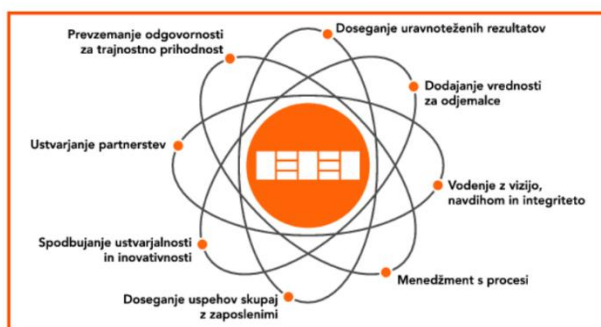 Doseganje uravnoteženih rezultatov
Dodajanje vrednosti
za odjemalce
Vodenje z vizijo,
navdihom in integriteto
Menedžment s procesi
Doseganje uspehov skupaj
z zaposlenimi
Spodbujanje ustvarjalnosti
in inovativnosti
Ustvarjanje partnerstev
Prevzemanje odgovornosti
za trajnostno prihodnost